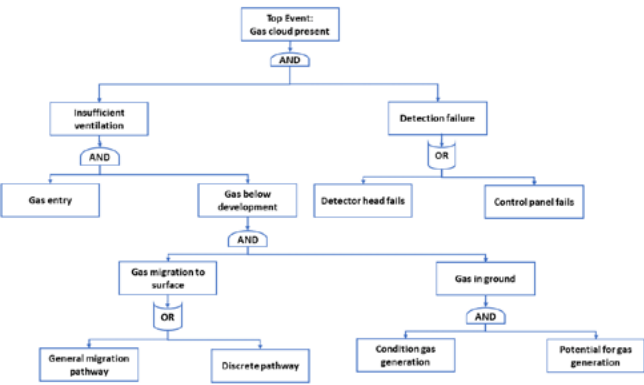 Top Event:
Gas cloud present
AND
Insufficient
ventilation
Detection failure
AND
OR
Gas entry
Gas below
development
Detector head fails
Control panel fails
AND
Gas migration to
surface
Gas in ground
OR
AND
General migration
pathway
Discrete pathway
Condition gas
generation
Potential for gas
generation